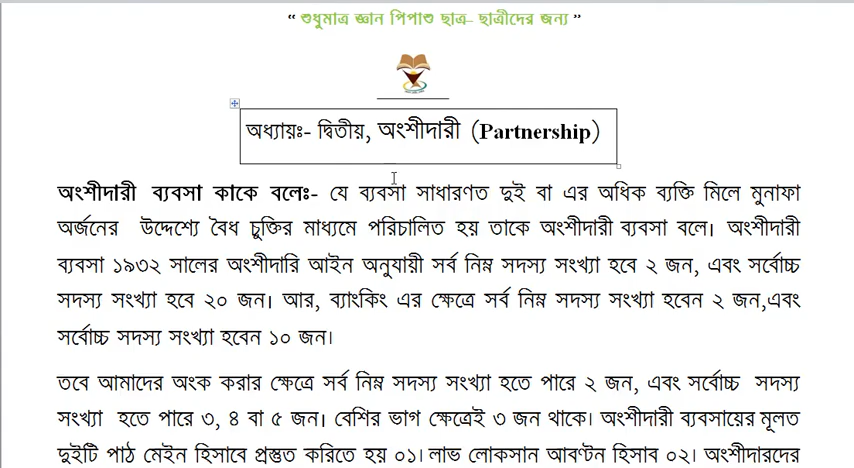 “ শুধুমাত্র জ্ঞান পিপাশু ছাত্র- ছাত্রীদের জন্য ”
অধ্যায়ঃ- দ্বিতীয়, অংশীদারী (Partnership)
অংশীদারী ব্যবসা কাকে বলেঃ- যে ব্যবসা সাধারণত দুই বা এর অধিক ব্যক্তি মিলে মুনাফা
অর্জনের উদ্দেশ্যে বৈধ চুক্তির মাধ্যমে পরিচালিত হয় তাকে অংশীদারী ব্যবসা বলে। অংশীদারী
ব্যবসা ১৯৩২ সালের অংশীদারি আইন অনুযায়ী সর্ব নিম্ন সদস্য সংখ্যা হবে ২ জন, এবং সর্বোচ্চ
সদস্য সংখ্যা হবে ২০ জন। আর, ব্যাংকিং এর ক্ষেত্রে সর্ব নিম্ন সদস্য সংখ্যা হবেন ২ জন,এবং
সর্বোচ্চ সদস্য সংখ্যা হবেন ১০ জন।
তবে আমাদের অংক করার ক্ষেত্রে সর্ব নিম্ন সদস্য সংখ্যা হতে পারে ২ জন, এবং সর্বোচ্চ সদস্য
সংখ্যা হতে পারে ৩, ৪ বা ৫ জন। বেশির ভাগ ক্ষেত্রেই ৩ জন থাকে। অংশীদারী ব্যবসায়ের মূলত
দুইটি পাঠ মেইন হিসাবে প্রস্তুত করিতে হয় ০১। লাভ লোকসান আবণ্টন হিসাব ০২। অংশীদারদের